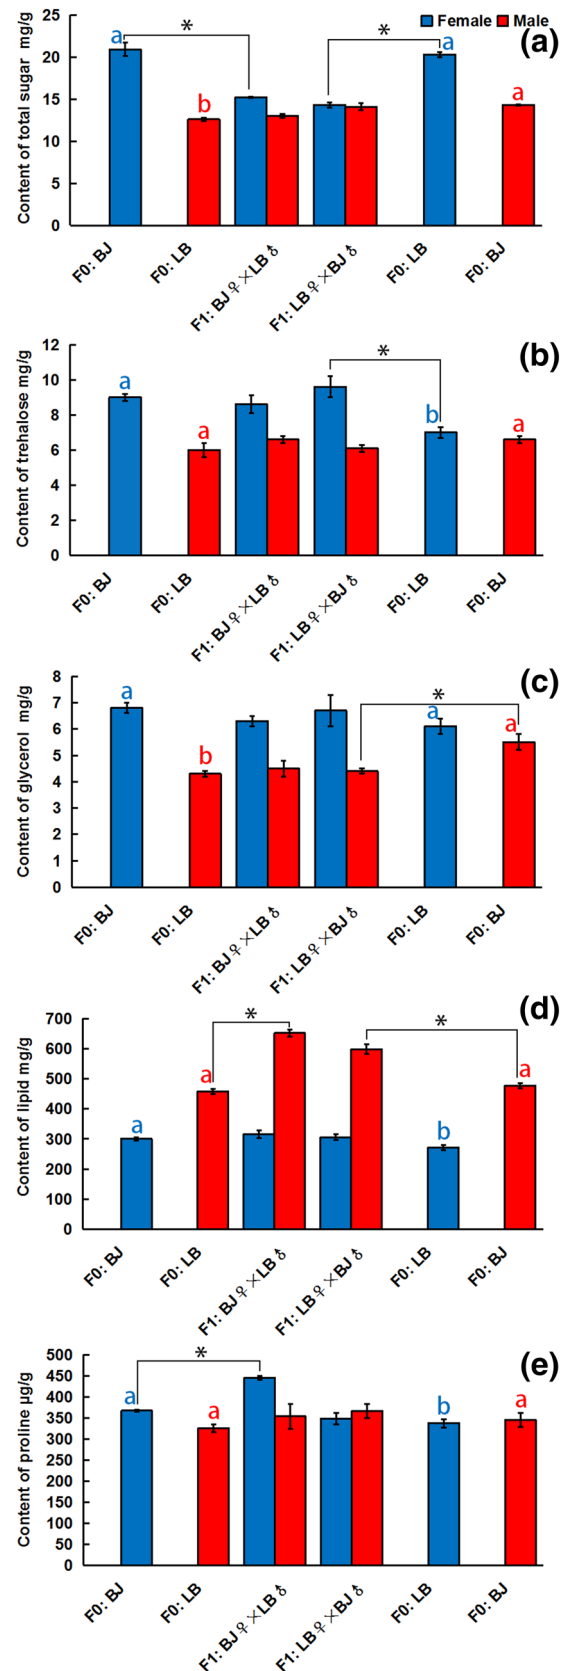 25
20
15
10
5
0
Content of total sugar mg/g
Female
Male
(a)
a
*
b
*
a
a
F0: BJ
F0: LB
F1: BJ♀×LB♂
F1: LB♀×BJ♂
F0: LB
F0: BJ
12
10
8
6
4
2
0
Content of trehalose mg/g
(b)
a
a
*
b
a
F0: BJ
F0: LB
F1: BJ♀×LB♂
F1: LB♀×BJ♂
F0: LB
F0: BJ
8
7
6
5
4
3
2
1
0
Content of glycerol mg/g
(c)
a
b
*
a
a
F0: BJ
F0: LB
F1: BJ♀×LB♂
F1: LB♀×BJ♂
F0: LB
F0: BJ
700
600
500
400
300
200
100
0
Content of lipid mg/g
(d)
a
a
*
*
b
a
F0: BJ
F0: LB
F1: BJ♀×LB♂
F1: LB♀×BJ♂
F0: LB
F0: BJ
500
450
400
350
300
250
200
150
100
50
0
Content of proline µg/g
(e)
a
*
a
b
a
F0: BJ
F0: LB
F1: BJ♀×LB♂
F1: LB♀×BJ♂
F0: LB
F0: BJ